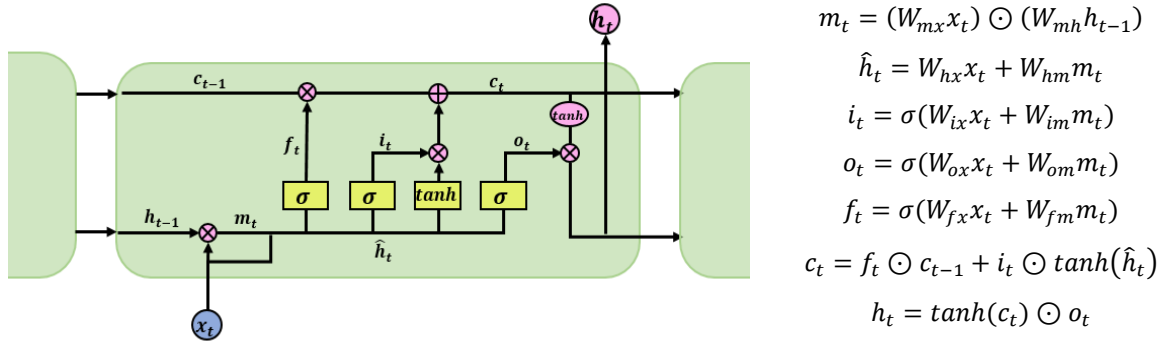 h_t
c_{t-1}
c_t
tanh
f_t
i_t
o_t
σ
σ
tanh
σ
h_{t-1}
m_t
ĥ_t
x_t
m_t = (W_{mx}x_t) ⊙ (W_{mh}h_{t-1})
ĥ_t = W_{hx}x_t + W_{hm}m_t
i_t = σ(W_{ix}x_t + W_{im}m_t)
o_t = σ(W_{ox}x_t + W_{om}m_t)
f_t = σ(W_{fx}x_t + W_{fm}m_t)
c_t = f_t ⊙ c_{t-1} + i_t ⊙ tanh(ĥ_t)
h_t = tanh(c_t) ⊙ o_t